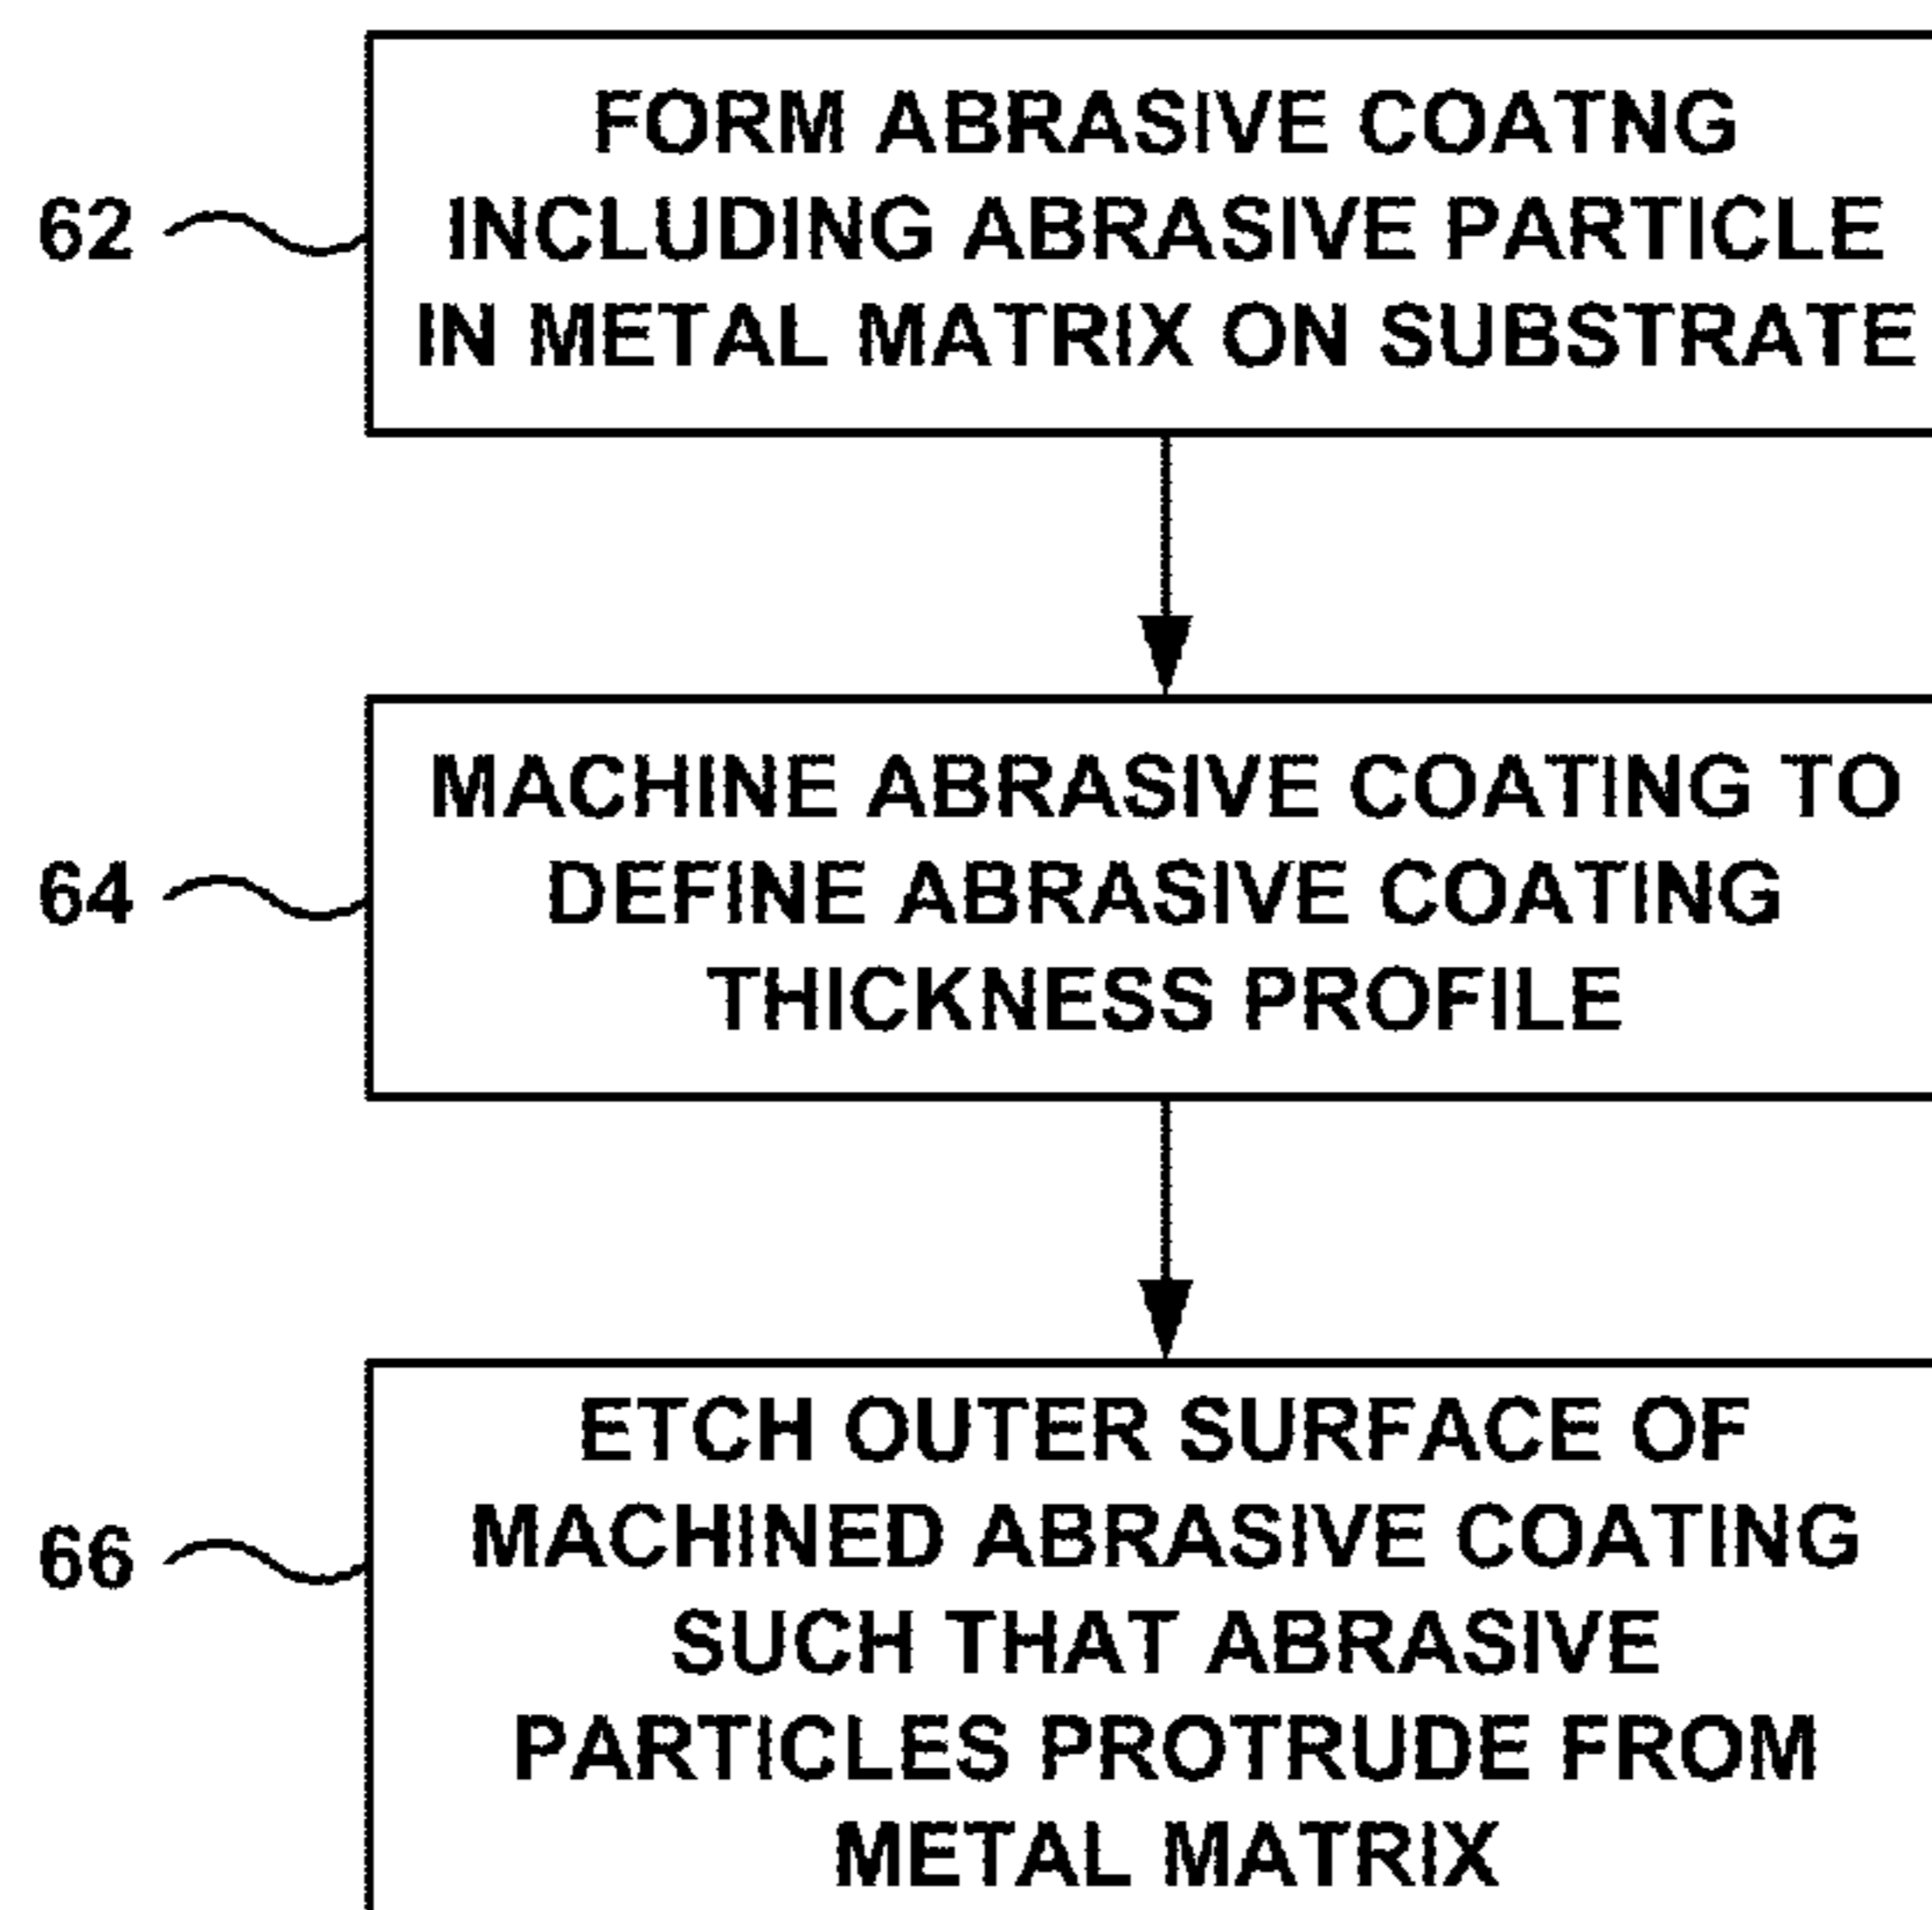 FORM ABRASIVE COATNG
62
INCLUDING ABRASIVE PARTICLE
IN METAL MATRIX ON SUBSTRATE
MACHINE ABRASIVE COATING TO
64
DEFINE ABRASIVE COATING
THICKNESS PROFILE
ETCH OUTER SURFACE OF
MACHINED ABRASIVE COATING
66
SUCH THAT ABRASIVE
PARTICLES PROTRUDE FROM
METAL MATRIX